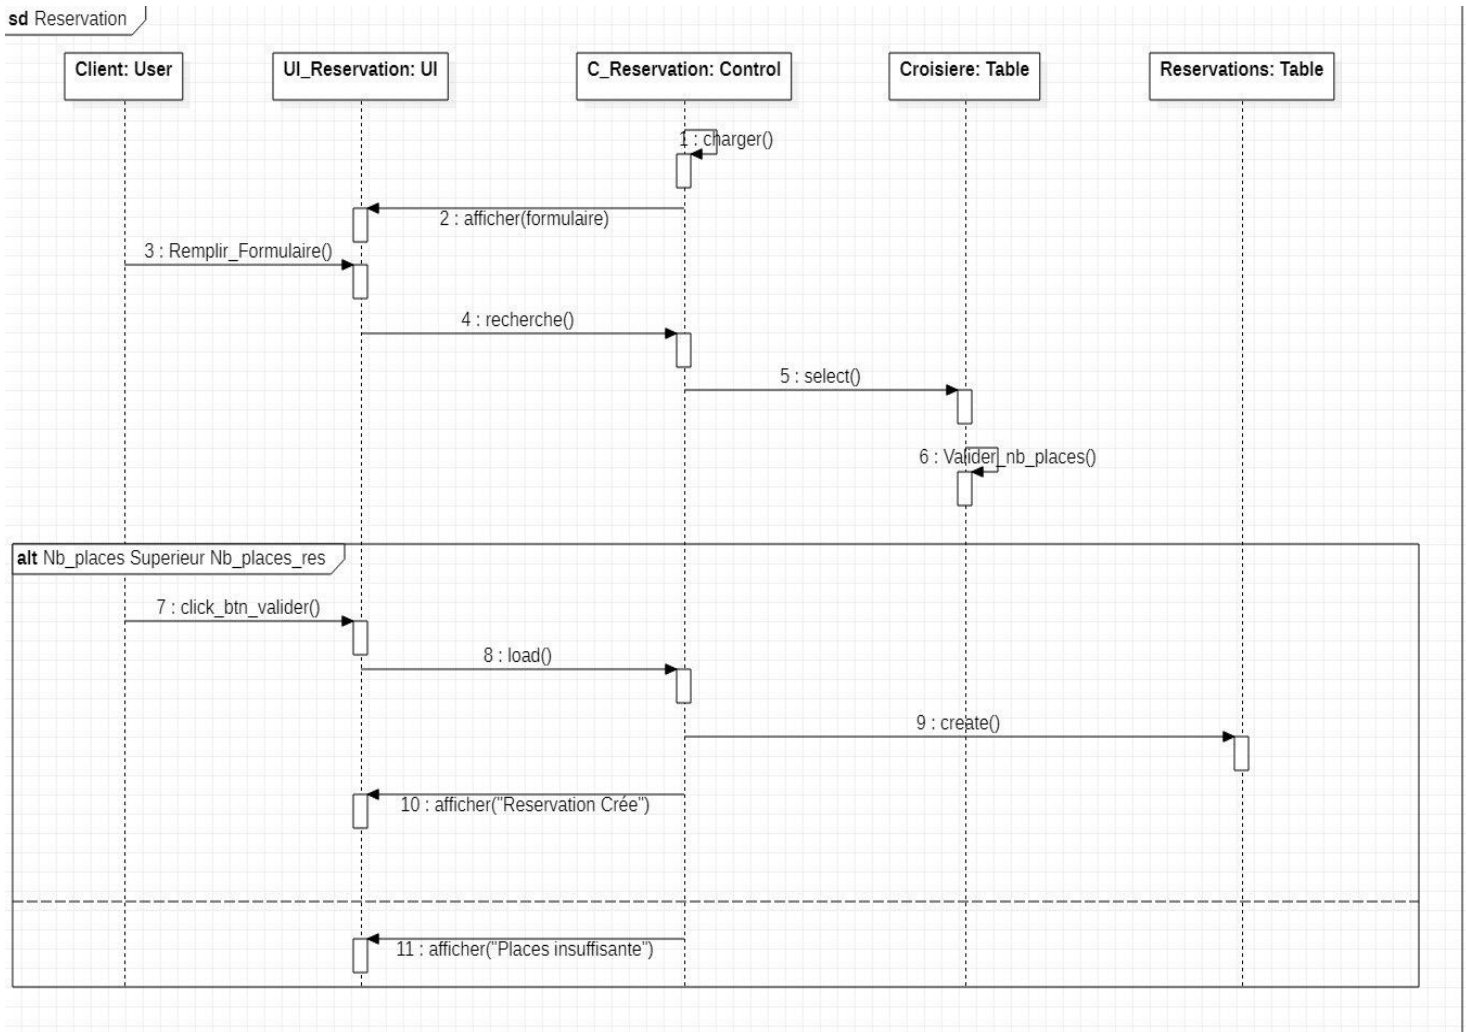 sd Reservation
Client: User
UI_Reservation: UI
C_Reservation: Control
Croisiere: Table
Reservations: Table
1 : charger()
2 : afficher(formulaire)
3 : Remplir_Formulaire()
4 : recherche()
5 : select()
6 : Valider_nb_places()
alt Nb_places Superieur Nb_places_res
7 : click_btn_valider()
8 : load()
9 : create()
10 : afficher("Reservation Crée")
11 : afficher("Places insuffisante")